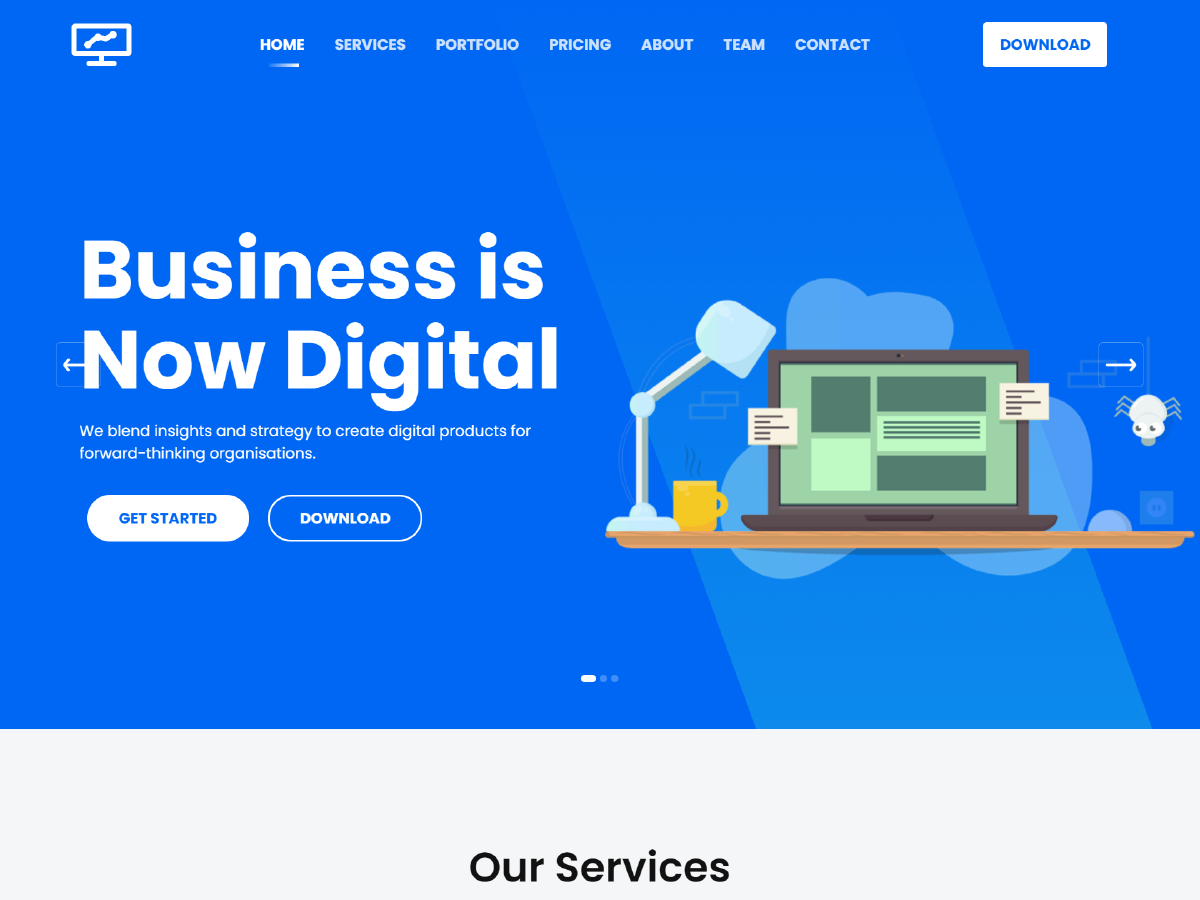 HOME SERVICES PORTFOLIO PRICING ABOUT TEAM CONTACT DOWNLOAD
Business is
Now Digital
We blend insights and strategy to create digital products for
forward-thinking organisations.
GET STARTED DOWNLOAD
Our Services